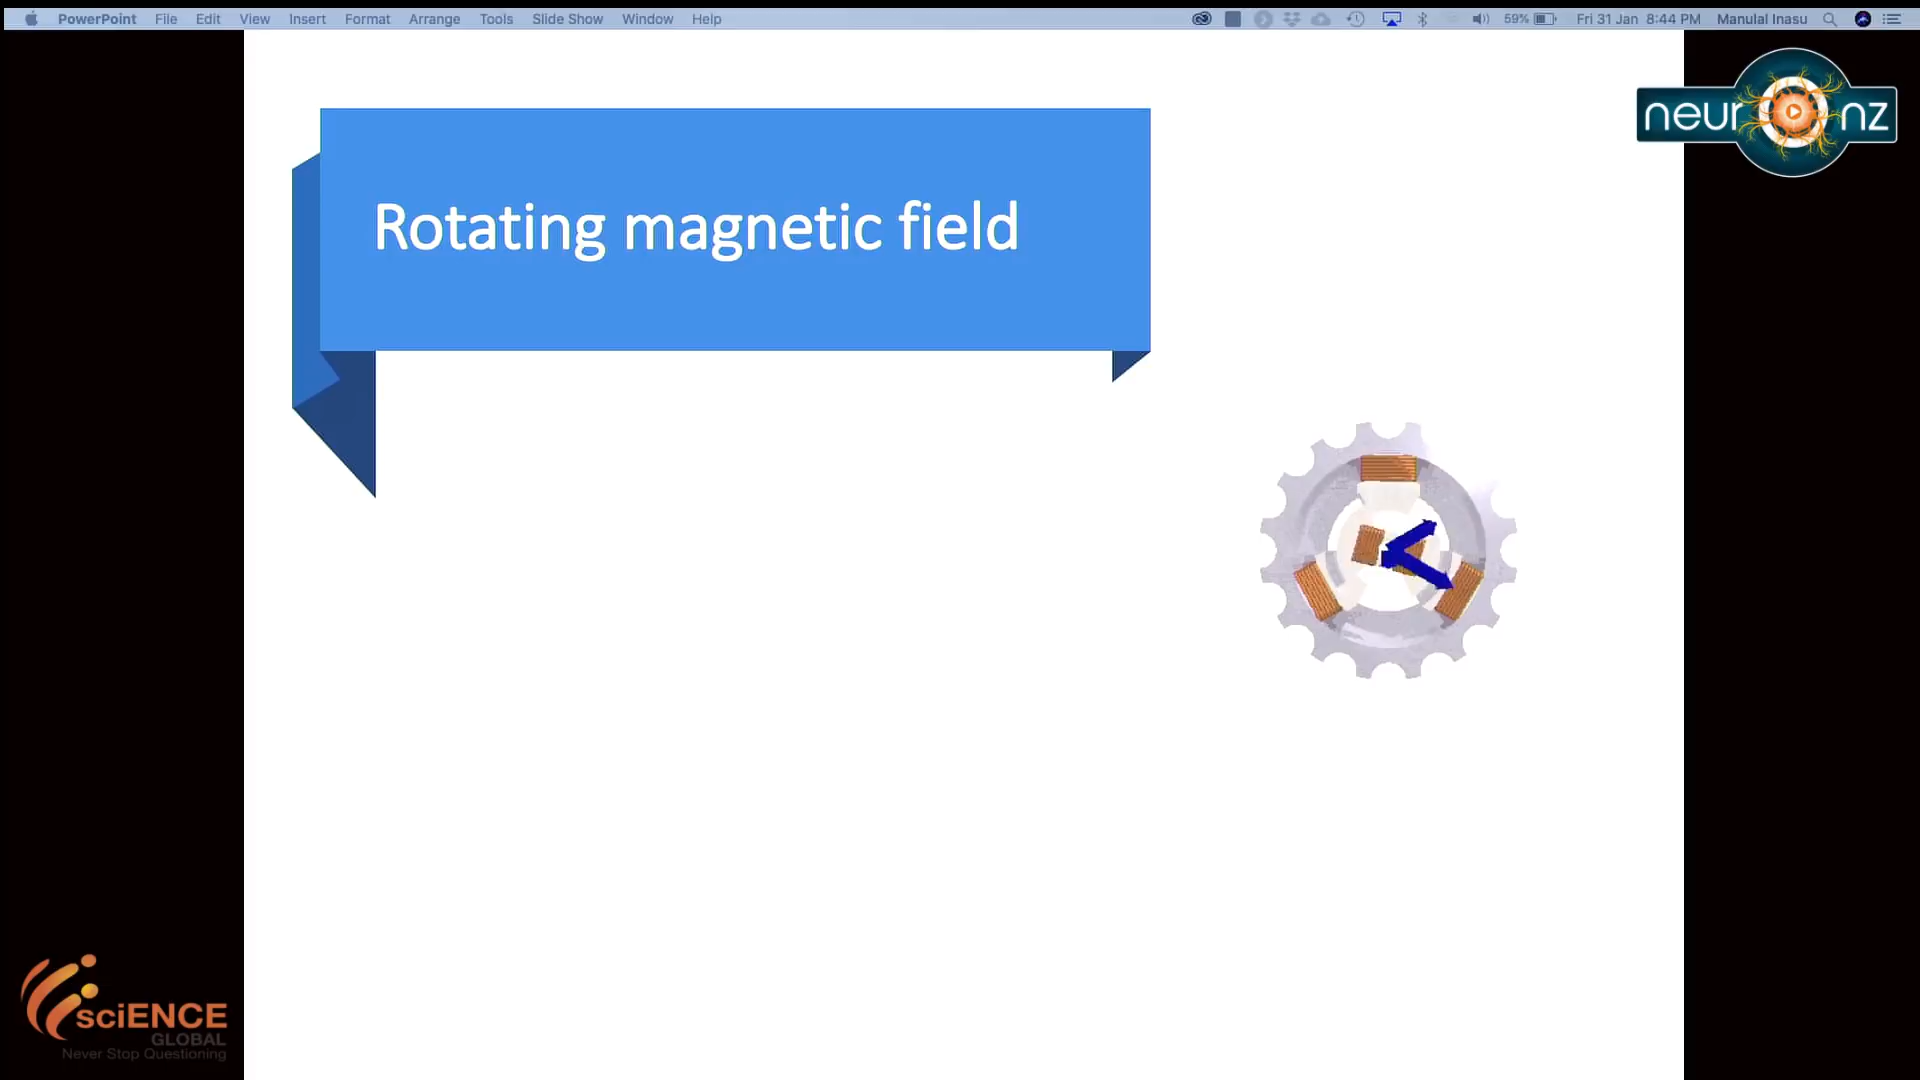 PowerPoint File Edit View Insert Format Arrange Tools Slide Show Window Help 59% Fri 31 Jan 8:44 PM Manulal Inasu
neur nz
Rotating magnetic field
sciENCE
GLOBAL
Never Stop Questioning